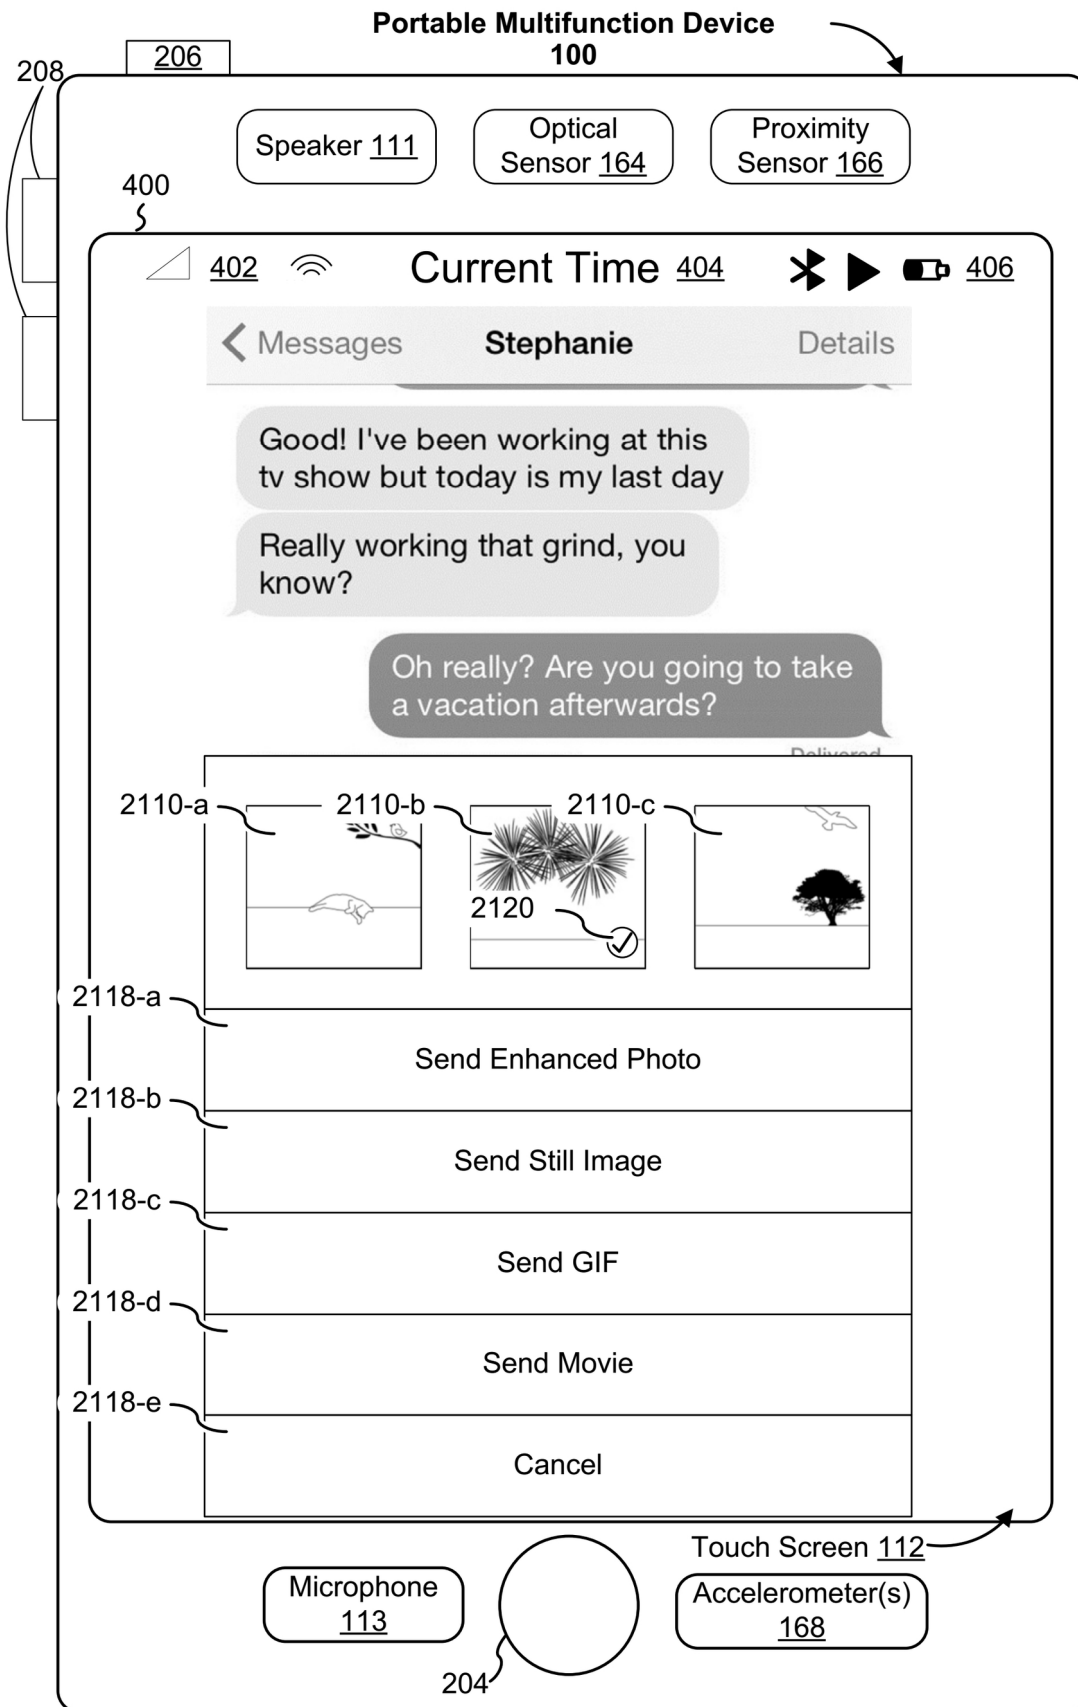 Portable Multifunction Device
100
206
208
Speaker 111
Optical
Sensor 164
Proximity
Sensor 166
400
402
Current Time 404
406
Messages
Stephanie
Details
Good! I've been working at this
tv show but today is my last day
Really working that grind, you
know?
Oh really? Are you going to take
a vacation afterwards?
Delivered
2110-a
2110-b
2110-c
2120
2118-a
Send Enhanced Photo
2118-b
Send Still Image
2118-c
Send GIF
2118-d
Send Movie
2118-e
Cancel
Touch Screen 112
Microphone
113
Accelerometer(s)
168
204